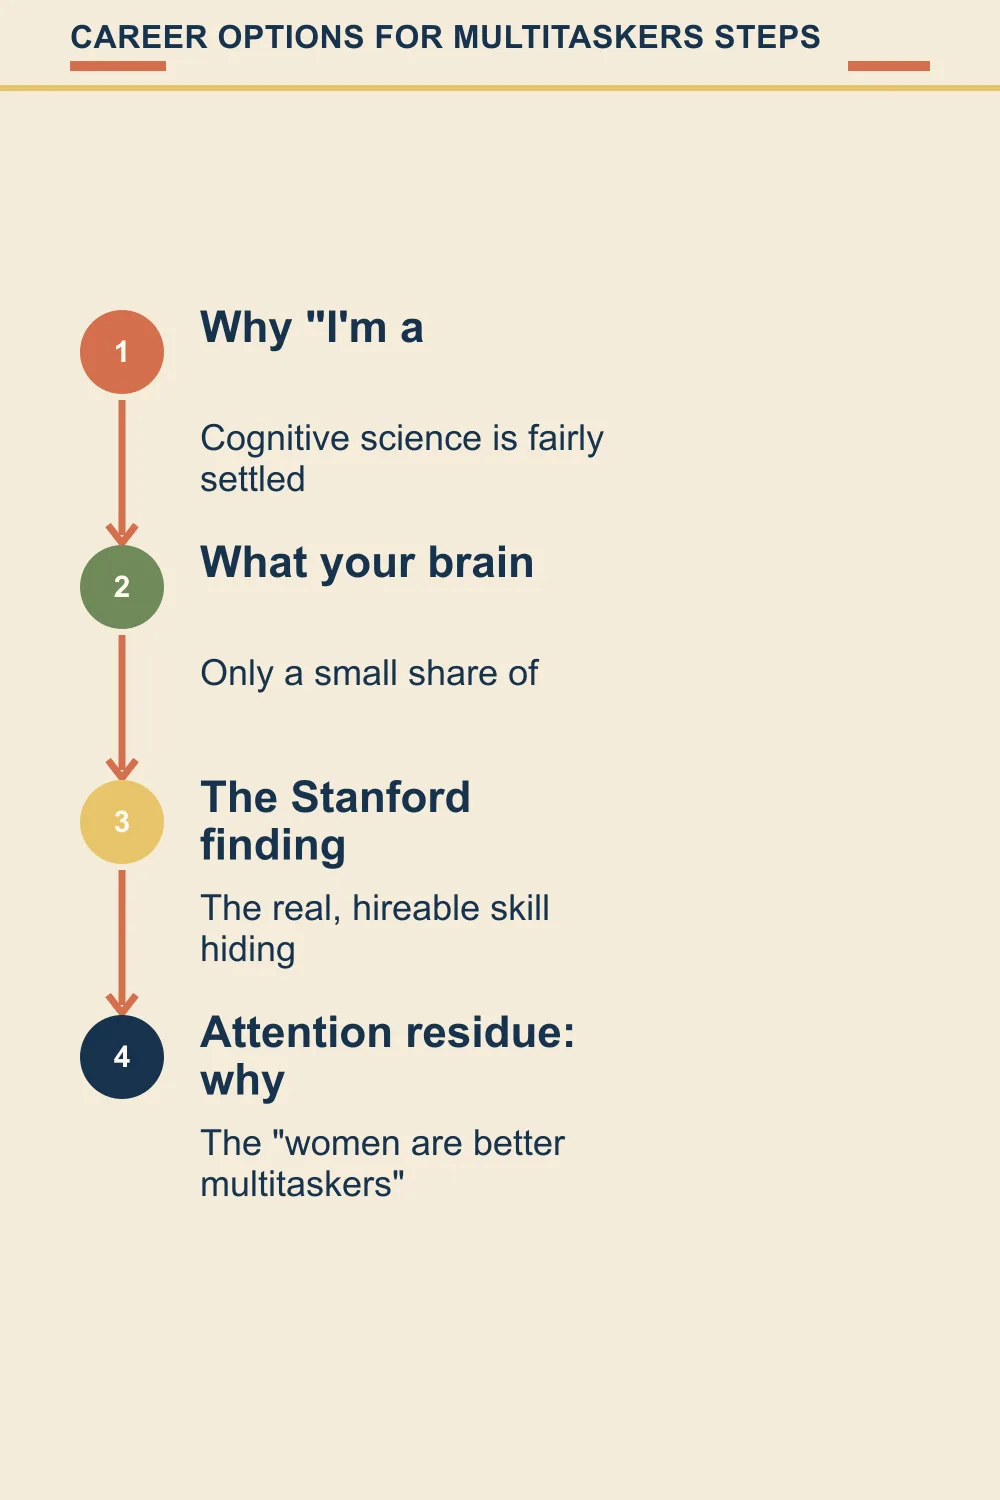 CAREER OPTIONS FOR MULTITASKERS STEPS
1
Why "I'm a
Cognitive science is fairly
settled
2
What your brain
Only a small share of
3
The Stanford
finding
The real, hireable skill
hiding
4
Attention residue:
why
The "women are better
multitaskers"